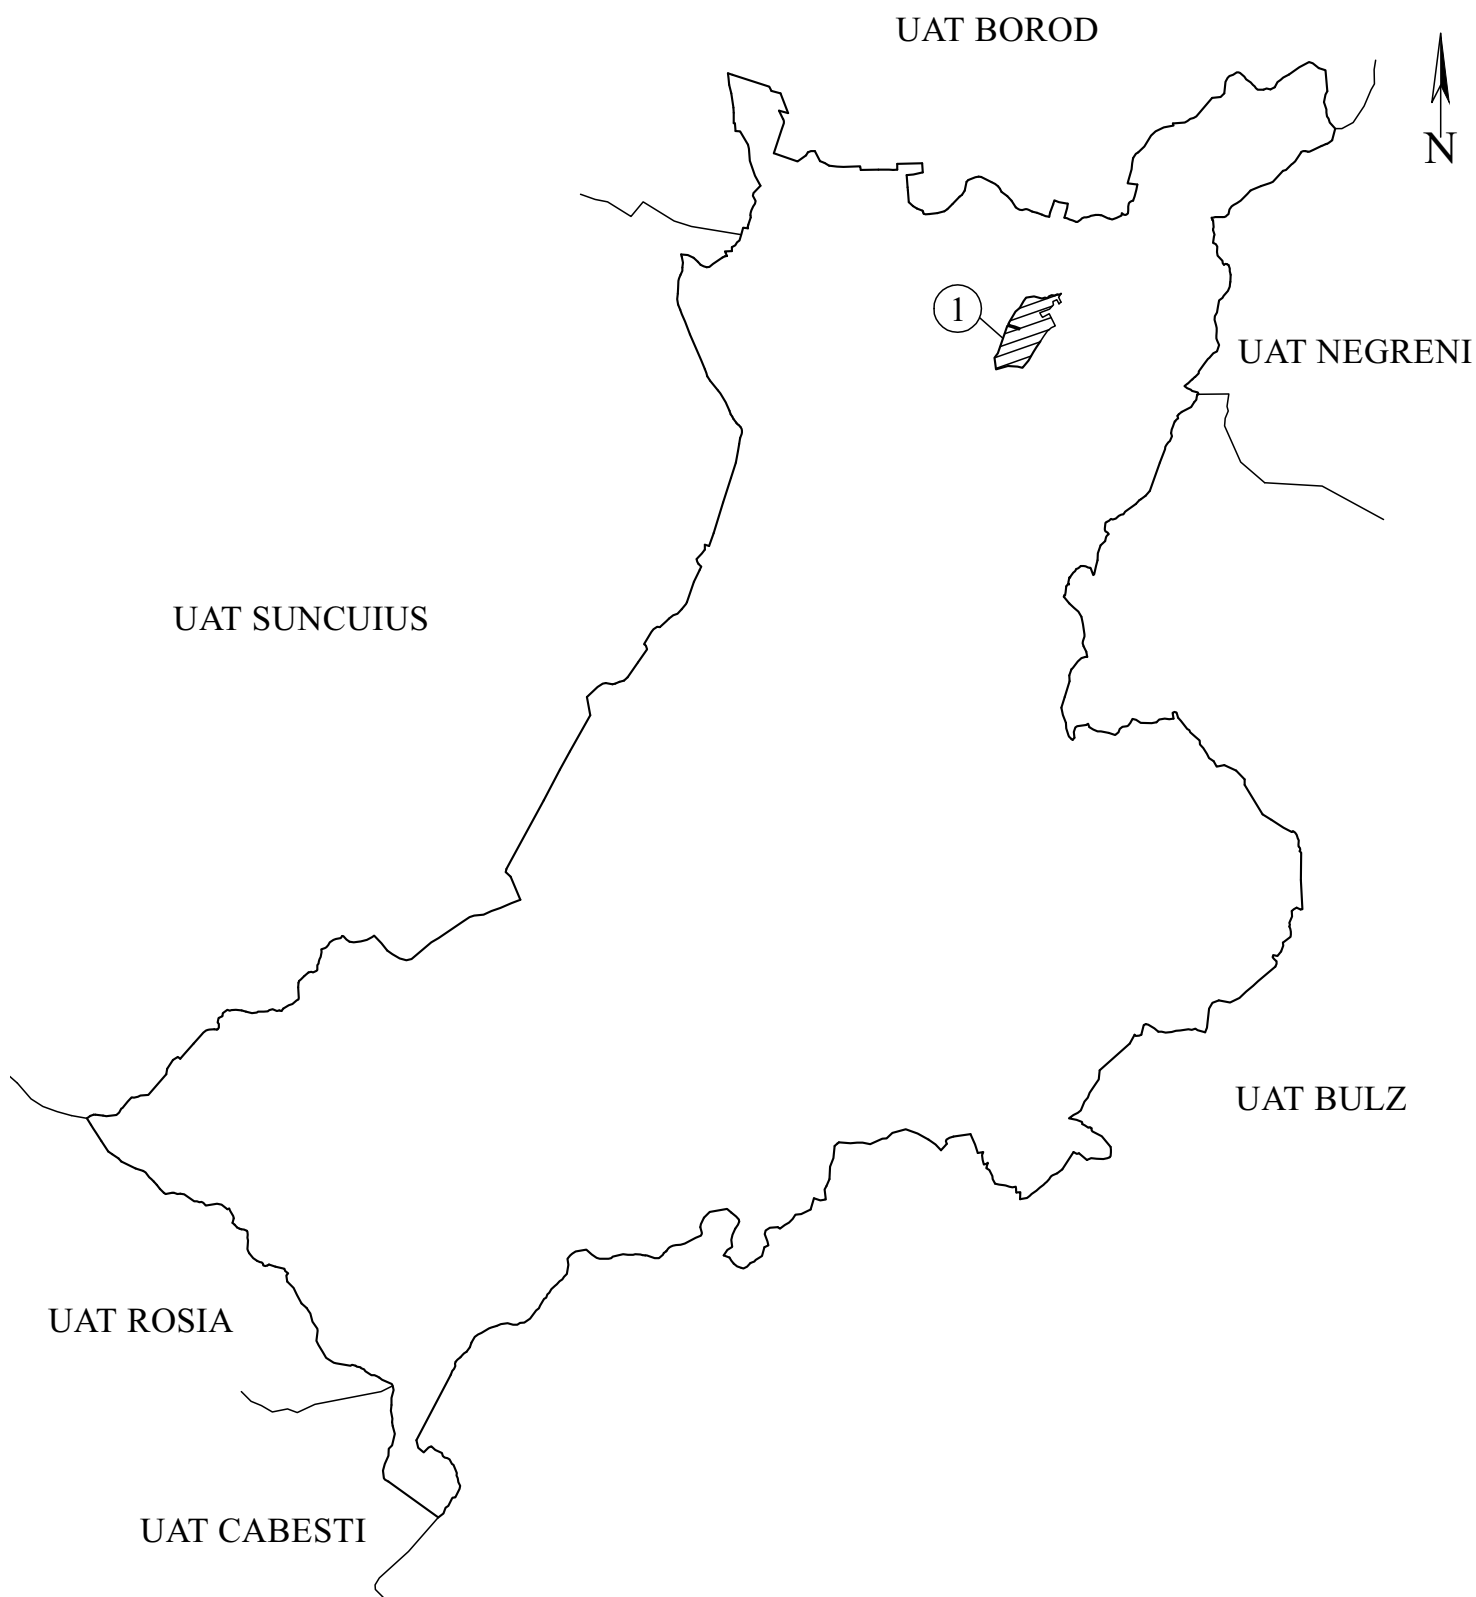 UAT BOROD
N
1
UAT NEGRENI
UAT SUNCUIUS
UAT BULZ
UAT ROSIA
UAT CABESTI